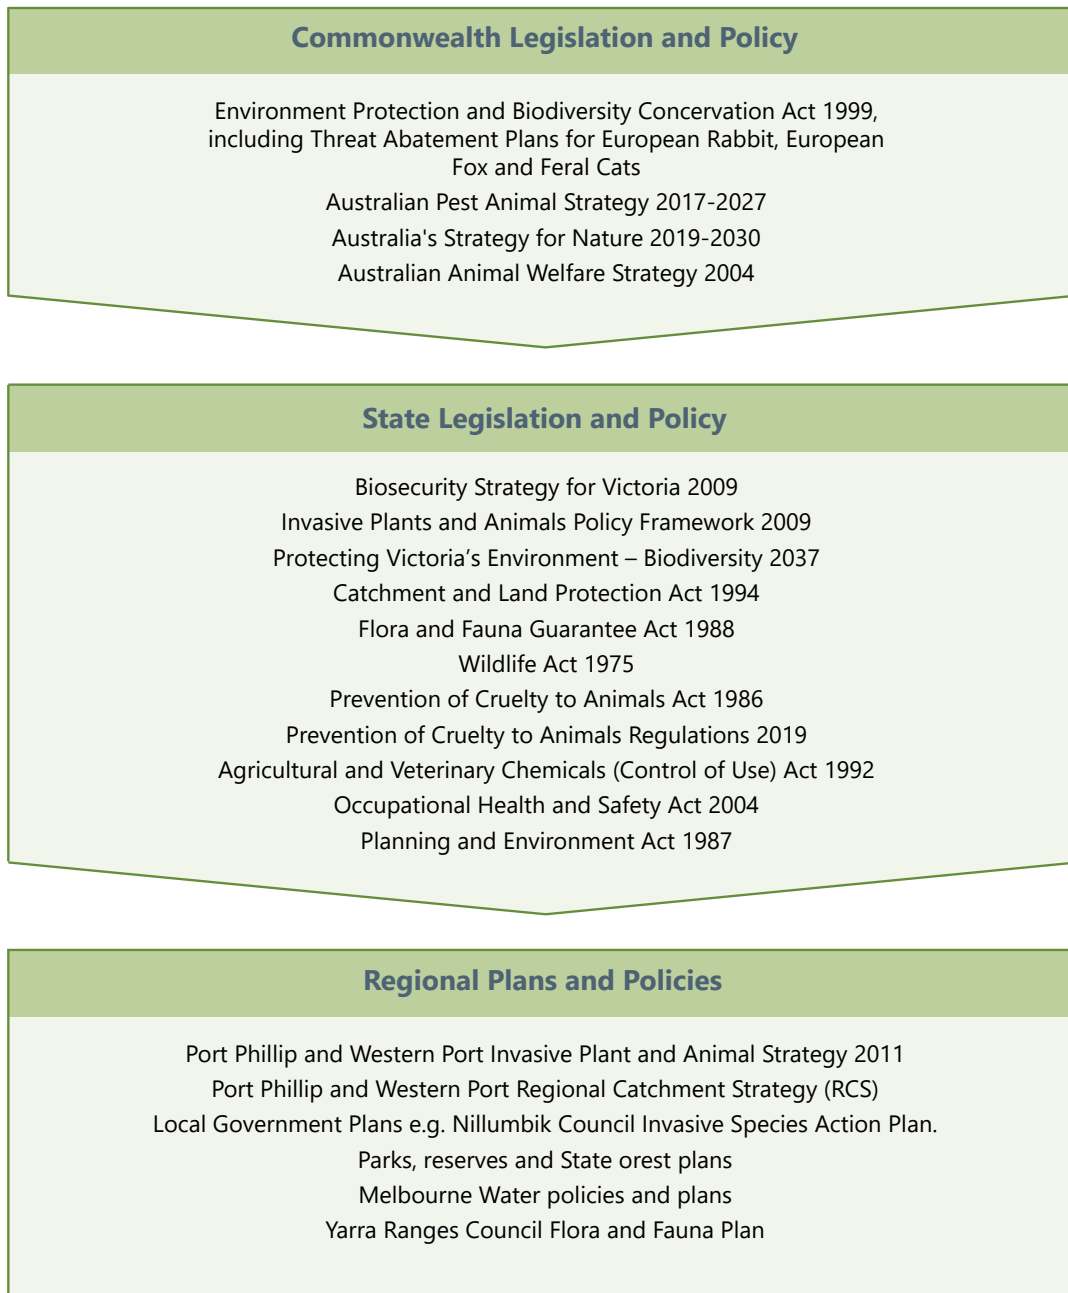 Commonwealth Legislation and Policy
Environment Protection and Biodiversity Concervation Act 1999,
including Threat Abatement Plans for European Rabbit, European
Fox and Feral Cats
Australian Pest Animal Strategy 2017-2027
Australia's Strategy for Nature 2019-2030
Australian Animal Welfare Strategy 2004
State Legislation and Policy
Biosecurity Strategy for Victoria 2009
Invasive Plants and Animals Policy Framework 2009
Protecting Victoria’s Environment – Biodiversity 2037
Catchment and Land Protection Act 1994
Flora and Fauna Guarantee Act 1988
Wildlife Act 1975
Prevention of Cruelty to Animals Act 1986
Prevention of Cruelty to Animals Regulations 2019
Agricultural and Veterinary Chemicals (Control of Use) Act 1992
Occupational Health and Safety Act 2004
Planning and Environment Act 1987
Regional Plans and Policies
Port Phillip and Western Port Invasive Plant and Animal Strategy 2011
Port Phillip and Western Port Regional Catchment Strategy (RCS)
Local Government Plans e.g. Nillumbik Council Invasive Species Action Plan.
Parks, reserves and State orest plans
Melbourne Water policies and plans
Yarra Ranges Council Flora and Fauna Plan